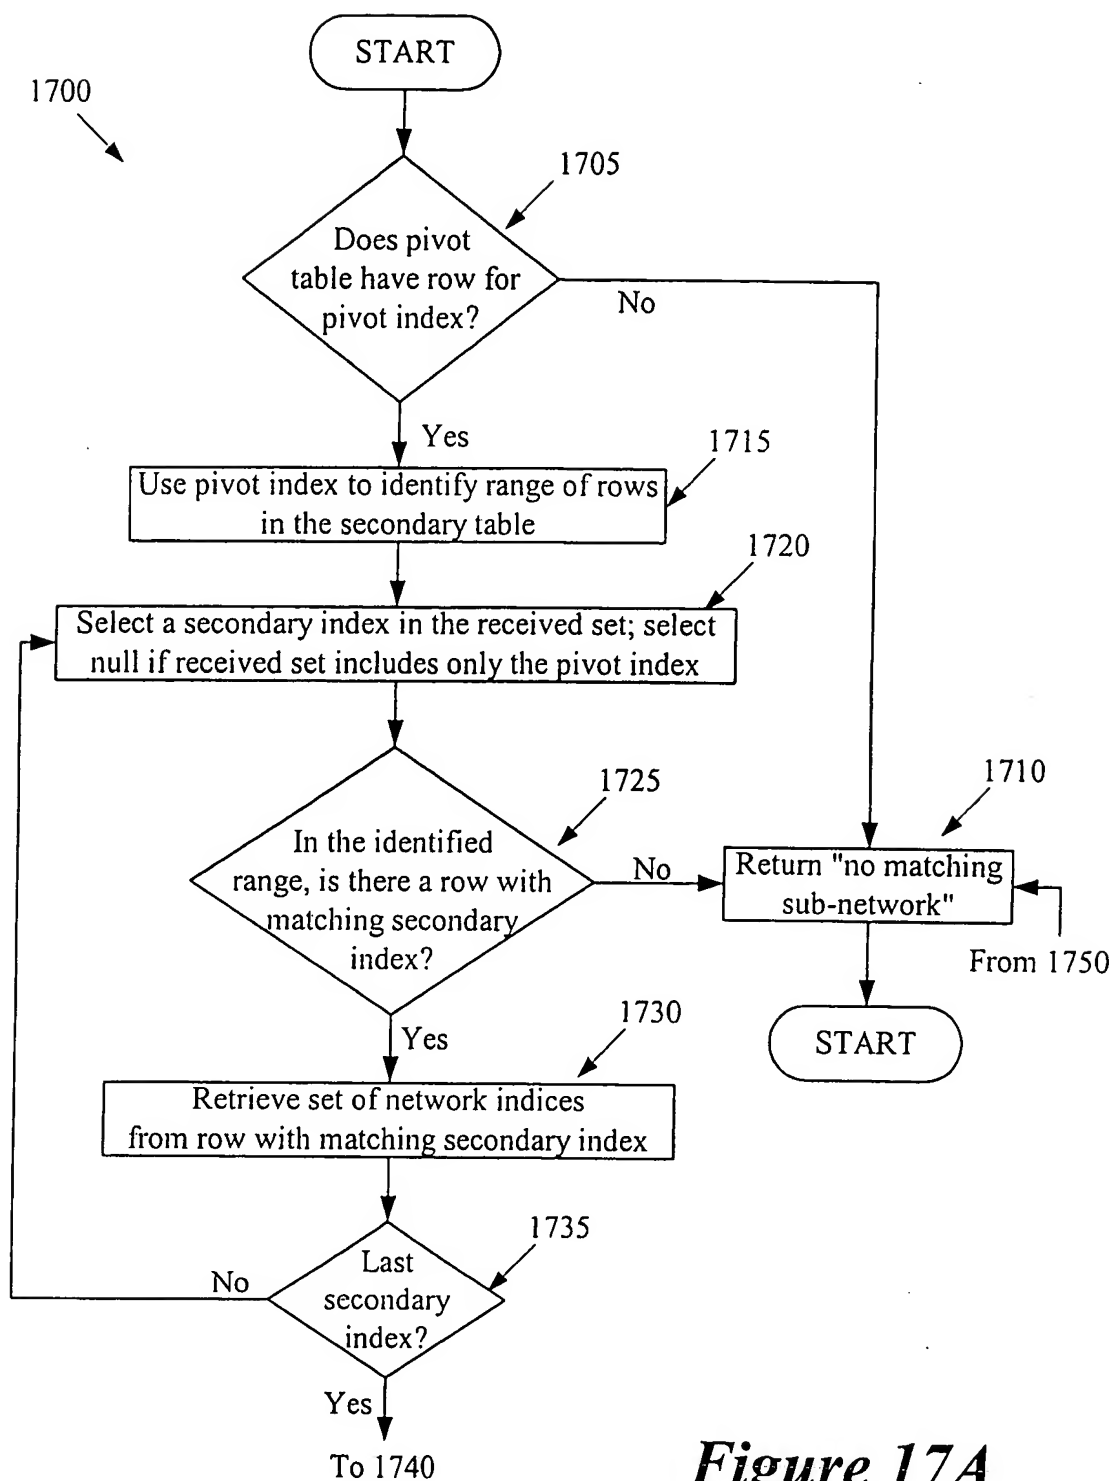 START
1700
1705
Does pivot
table have row for
pivot index?
No
Yes
1715
Use pivot index to identify range of rows
in the secondary table
1720
Select a secondary index in the received set; select
null if received set includes only the pivot index
1725
In the identified
range, is there a row with
matching secondary
index?
No
1710
Return "no matching
sub-network"
From 1750
START
Yes
1730
Retrieve set of network indices
from row with matching secondary index
1735
Last
secondary
index?
No
Yes
To 1740
Figure 17A